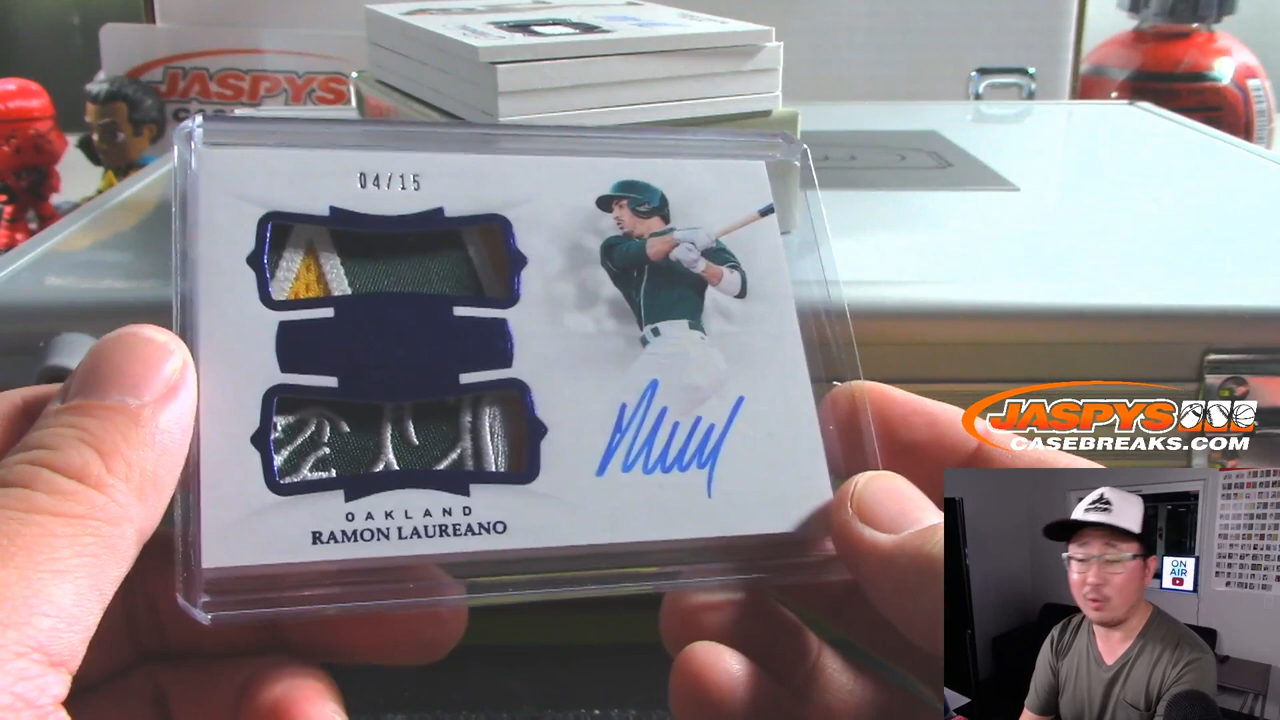 JASPYS
04/15
OAKLAND
RAMON LAUREANO
JASPYS
CASEBREAKS.COM
ON
AIR